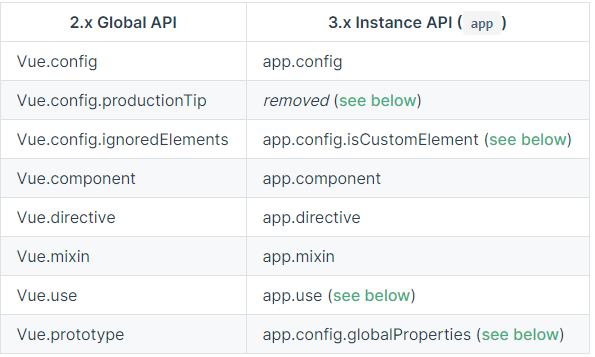 2.x Global API 3.x Instance API ( app )
Vue.config app.config
Vue.config.productionTip removed (see below)
Vue.config.ignoredElements app.config.isCustomElement (see below)
Vue.component app.component
Vue.directive app.directive
Vue.mixin app.mixin
Vue.use app.use (see below)
Vue.prototype app.config.globalProperties (see below)